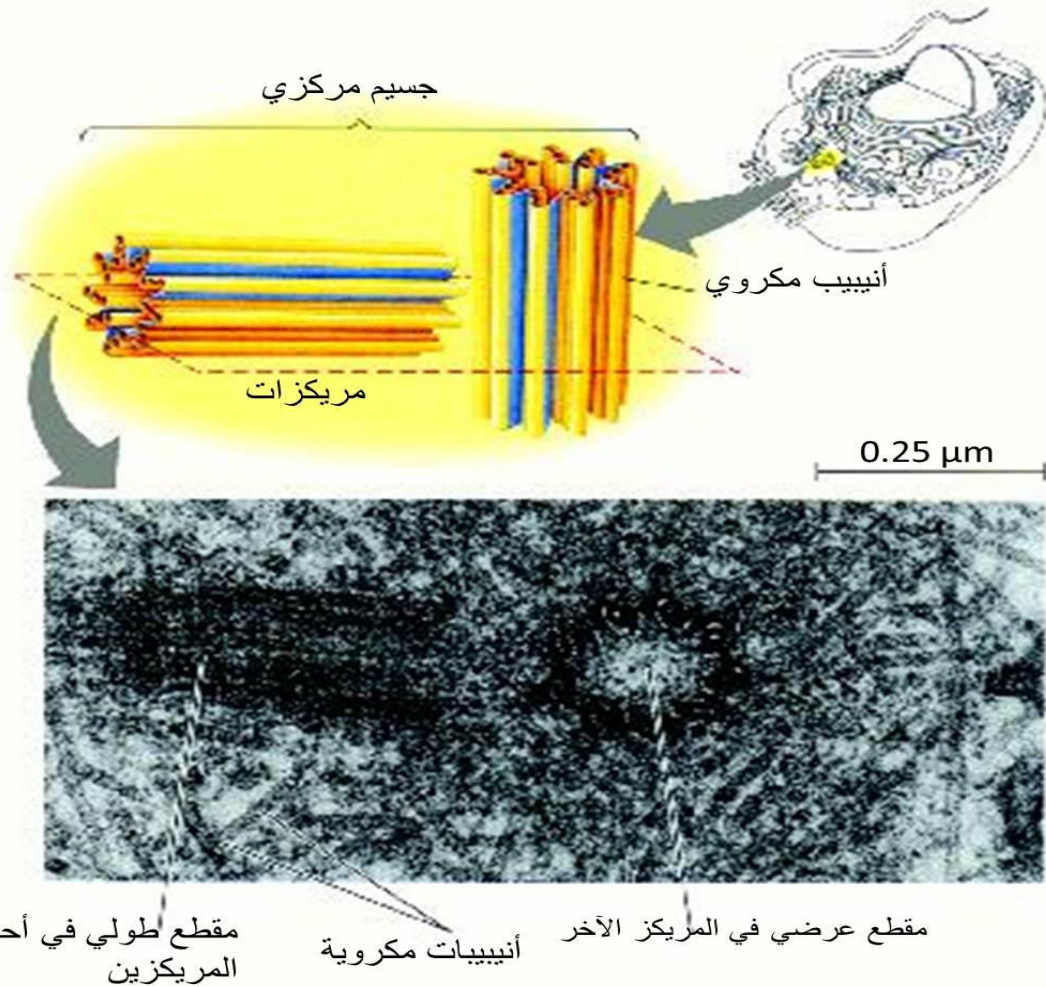 جسيم مركزي
أنيبيب مكروي
مريكزات
0.25 µm
مقطع عرضي في المريكز الآخر
أنيبيبات مكروية
مقطع طولي في أح
المريكزين